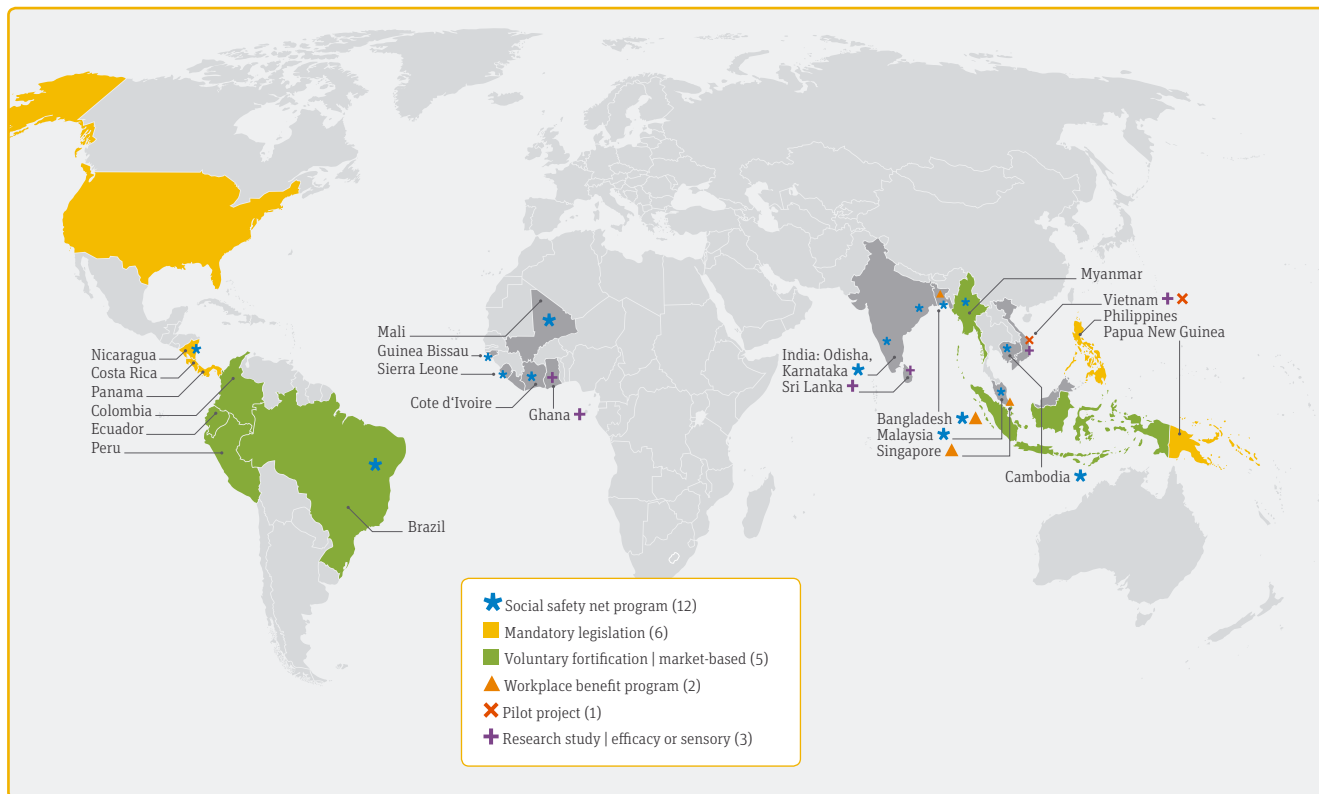 Nicaragua
Costa Rica
Panama
Colombia
Ecuador
Peru
Brazil
Mali
Guinea Bissau
Sierra Leone
Cote d'Ivoire
Ghana
India: Odisha,
Karnataka
Sri Lanka
Bangladesh
Malaysia
Singapore
Cambodia
Myanmar
Vietnam
Philippines
Papua New Guinea
Social safety net program (12)
Mandatory legislation (6)
Voluntary fortification | market-based (5)
Workplace benefit program (2)
Pilot project (1)
Research study | efficacy or sensory (3)